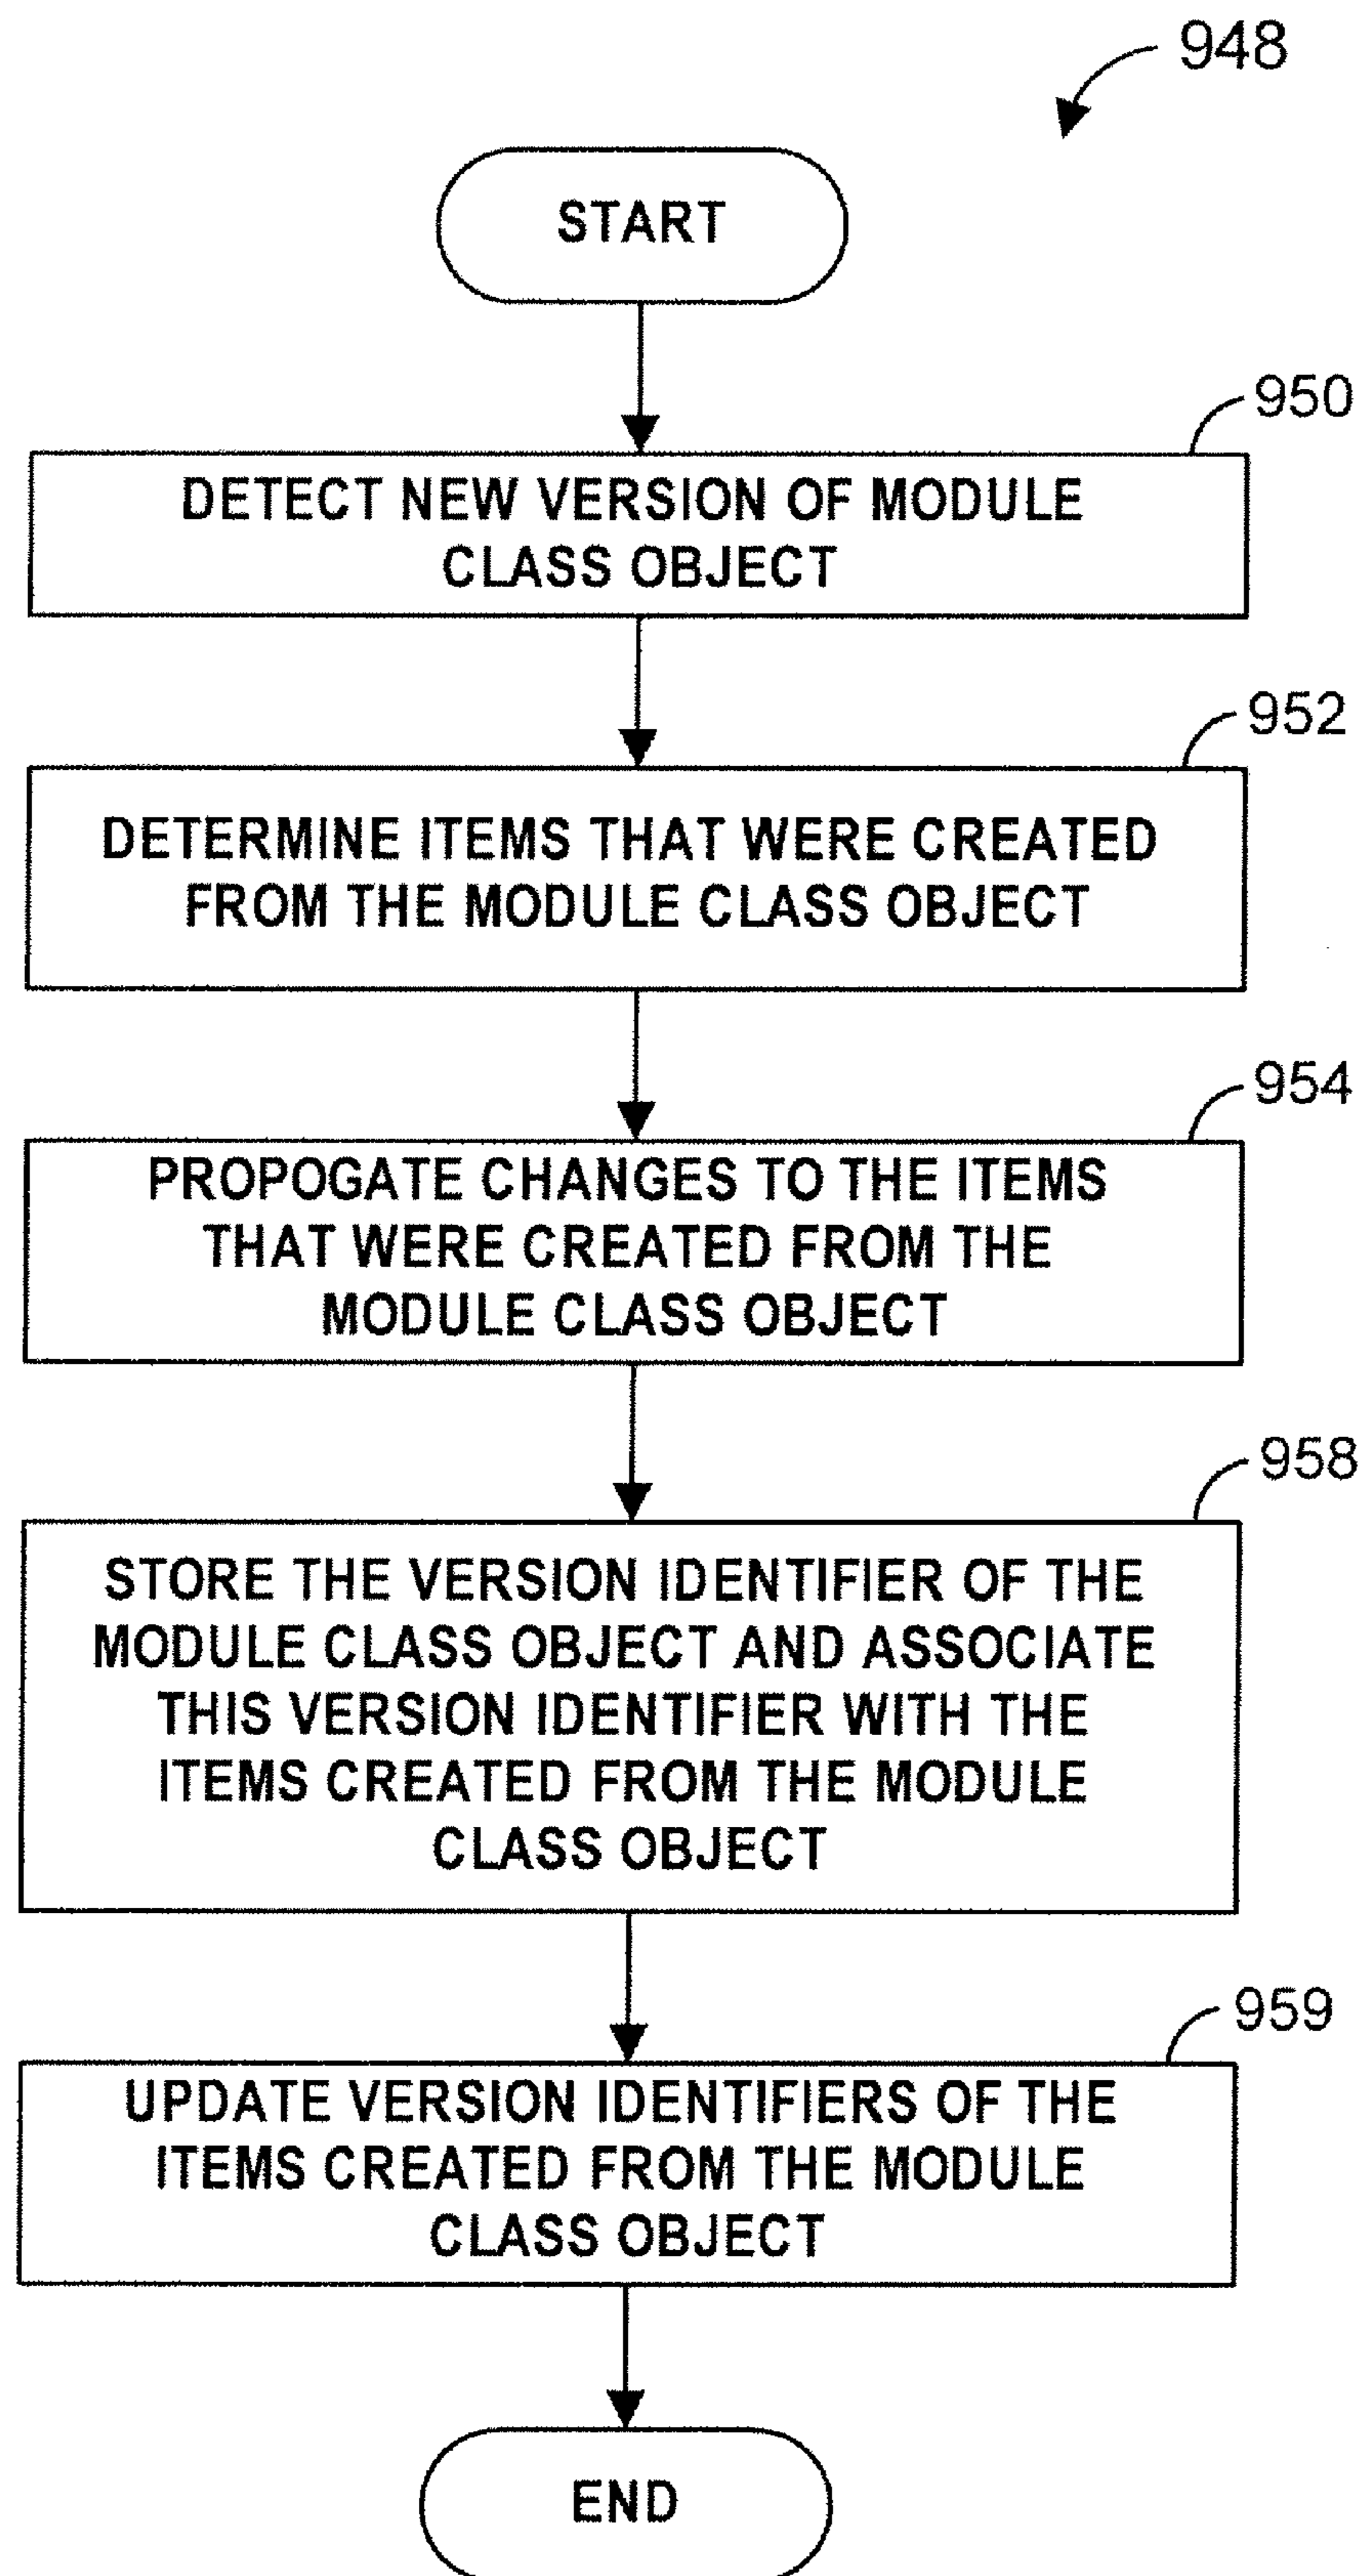 948
START
950
DETECT NEW VERSION OF MODULE
CLASS OBJECT
952
DETERMINE ITEMS THAT WERE CREATED
FROM THE MODULE CLASS OBJECT
954
PROPOGATE CHANGES TO THE ITEMS
THAT WERE CREATED FROM THE
MODULE CLASS OBJECT
958
STORE THE VERSION IDENTIFIER OF THE
MODULE CLASS OBJECT AND ASSOCIATE
THIS VERSION IDENTIFIER WITH THE
ITEMS CREATED FROM THE MODULE
CLASS OBJECT
959
UPDATE VERSION IDENTIFIERS OF THE
ITEMS CREATED FROM THE MODULE
CLASS OBJECT
END